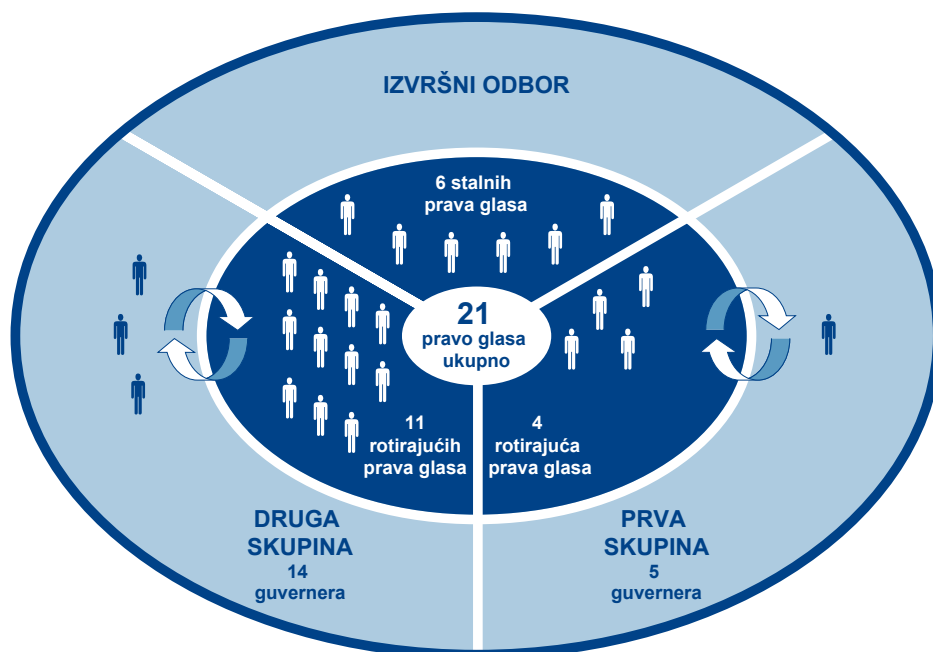 IZVRŠNI ODBOR
6 stalnih
prava glasa
21
pravo glasa
ukupno
11
rotirajućih
prava glasa
4
rotirajuća
prava glasa
DRUGA
SKUPINA
14
guvernera
PRVA
SKUPINA
5
guvernera